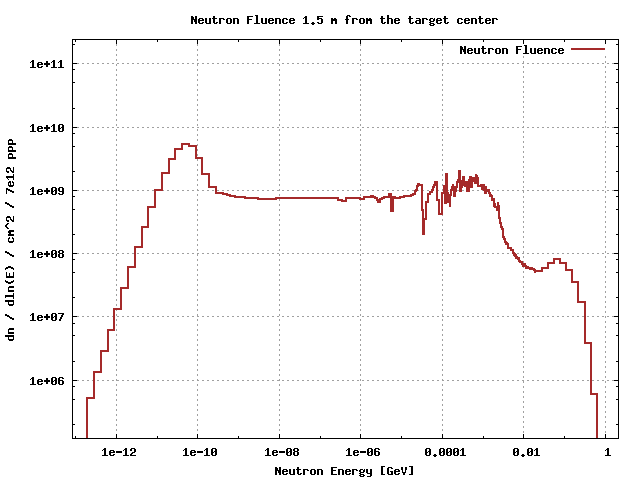 Neutron Fluence 1.5 m from the target center
Neutron Fluence
1e+11
1e+10
1e+09
1e+08
1e+07
1e+06
dn / dln(E) / cm^2 / 7e12 ppp
1e-12 1e-10 1e-08 1e-06 0.0001 0.01 1
Neutron Energy [GeV]